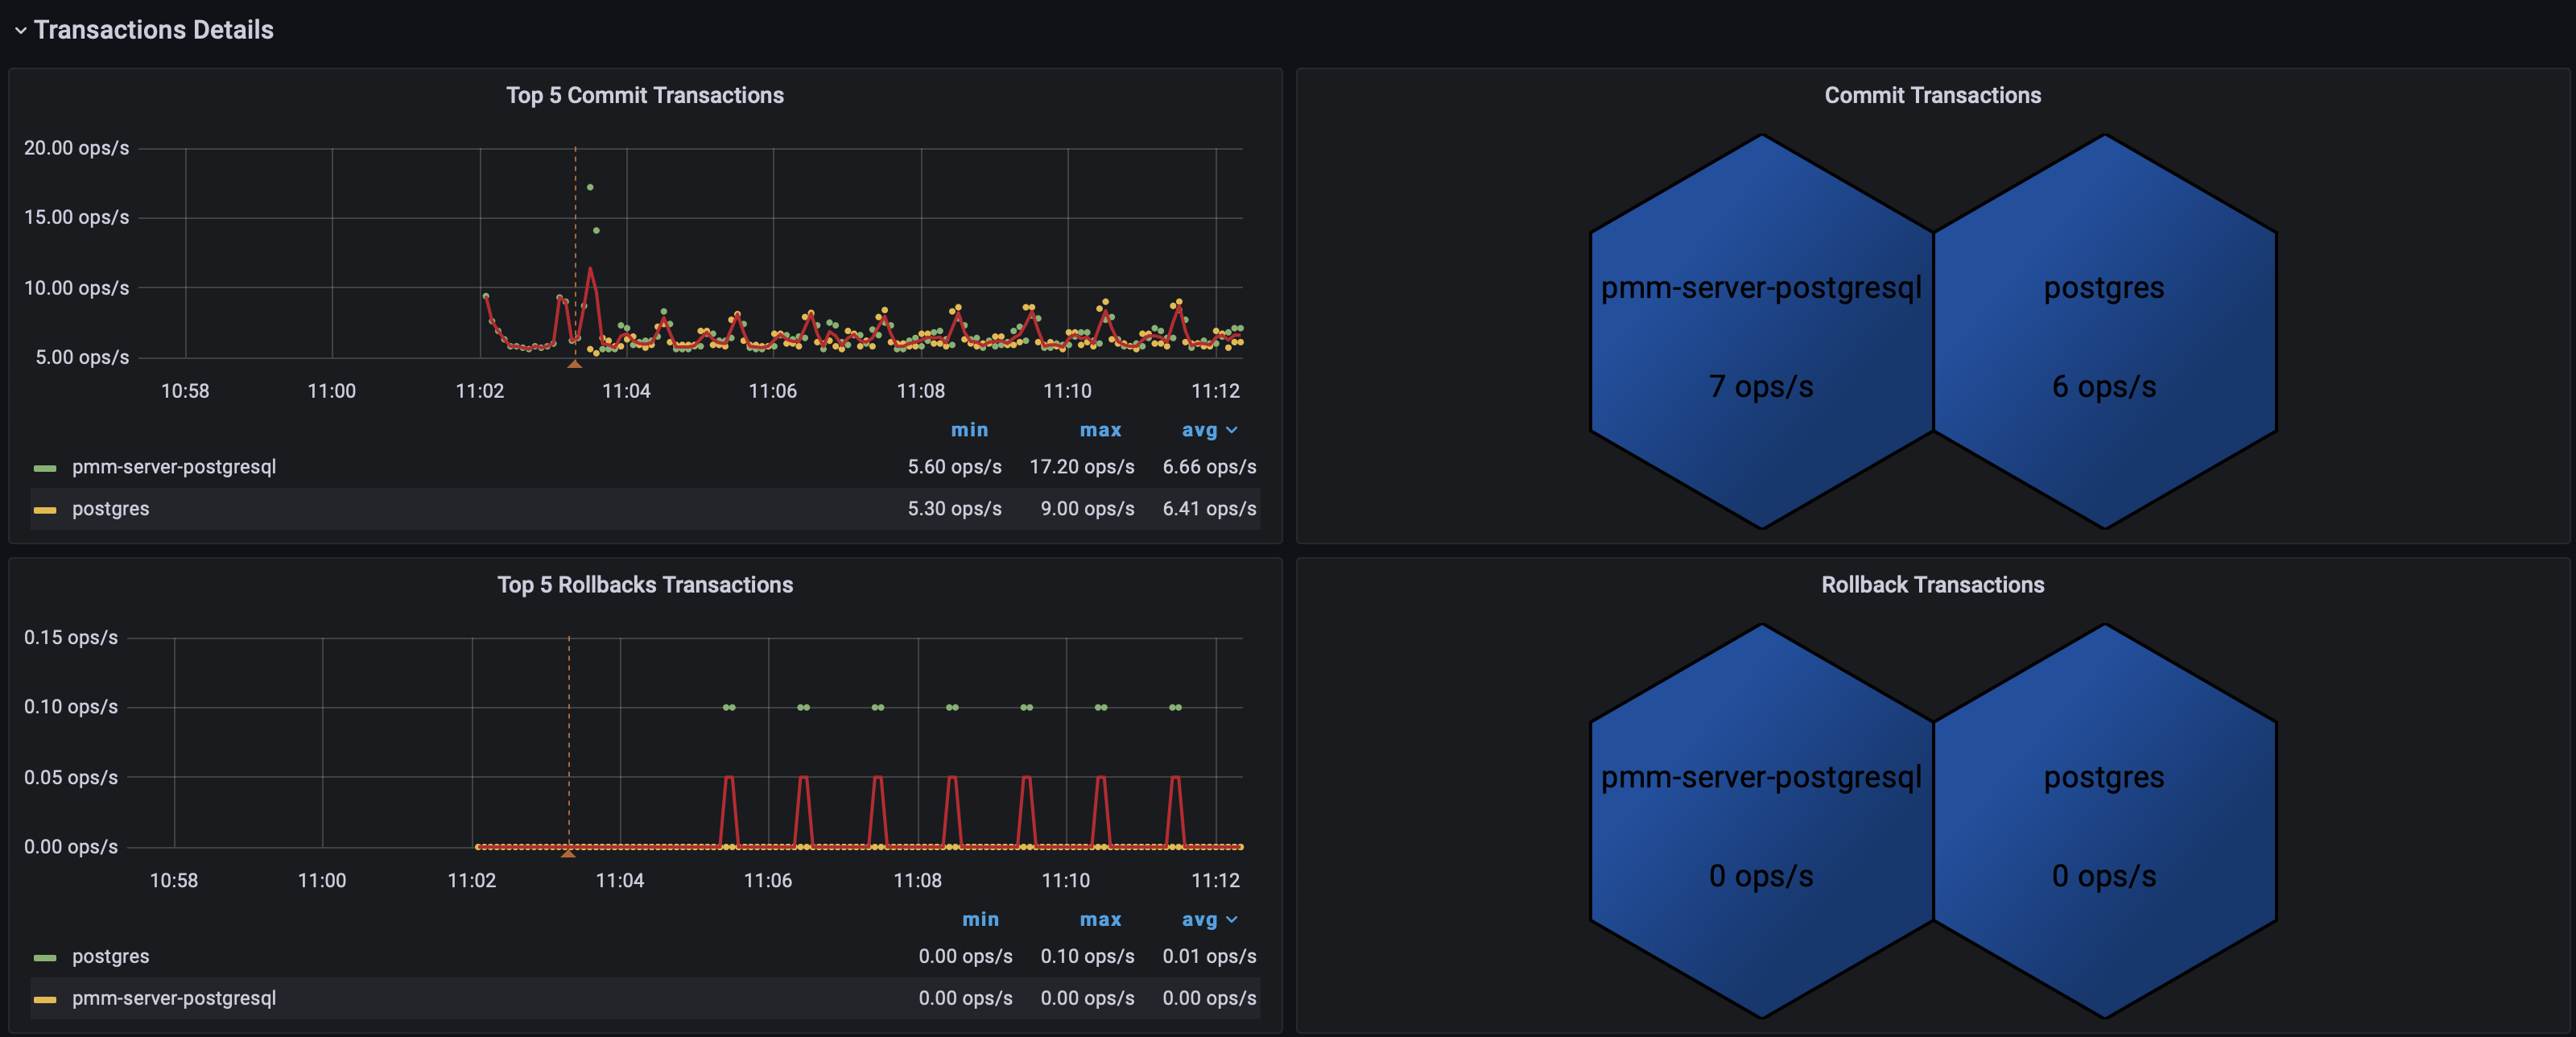 Transactions Details
Top 5 Commit Transactions
20.00 ops/s
15.00 ops/s
10.00 ops/s
5.00 ops/s
10:58 11:00 11:02 11:04 11:06 11:08 11:10 11:12
min max avg
pmm-server-postgresql 5.60 ops/s 17.20 ops/s 6.66 ops/s
postgres 5.30 ops/s 9.00 ops/s 6.41 ops/s
Commit Transactions
pmm-server-postgresql postgres
7 ops/s 6 ops/s
Top 5 Rollbacks Transactions
0.15 ops/s
0.10 ops/s
0.05 ops/s
0.00 ops/s
10:58 11:00 11:02 11:04 11:06 11:08 11:10 11:12
min max avg
postgres 0.00 ops/s 0.10 ops/s 0.01 ops/s
pmm-server-postgresql 0.00 ops/s 0.00 ops/s 0.00 ops/s
Rollback Transactions
pmm-server-postgresql postgres
0 ops/s 0 ops/s